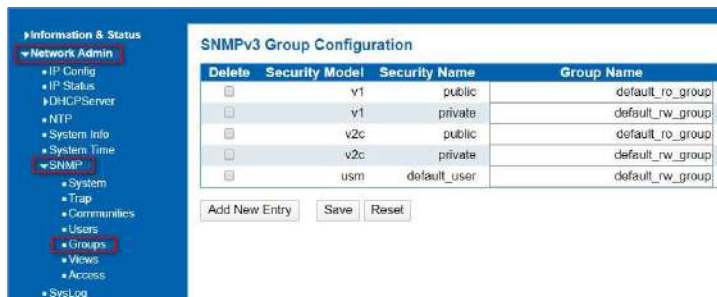 Information & Status
Network Admin
IP Config
IP Status
DHCPServer
NTP
System Info
System Time
SNMP
System
Trap
Communities
Users
Groups
Views
Access
SysLog
SNMPv3 Group Configuration
Delete Security Model Security Name Group Name
v1 public default_ro_group
v1 private default_rw_group
v2c public default_ro_group
v2c private default_rw_group
usm default_user default_rw_group
Add New Entry Save Reset